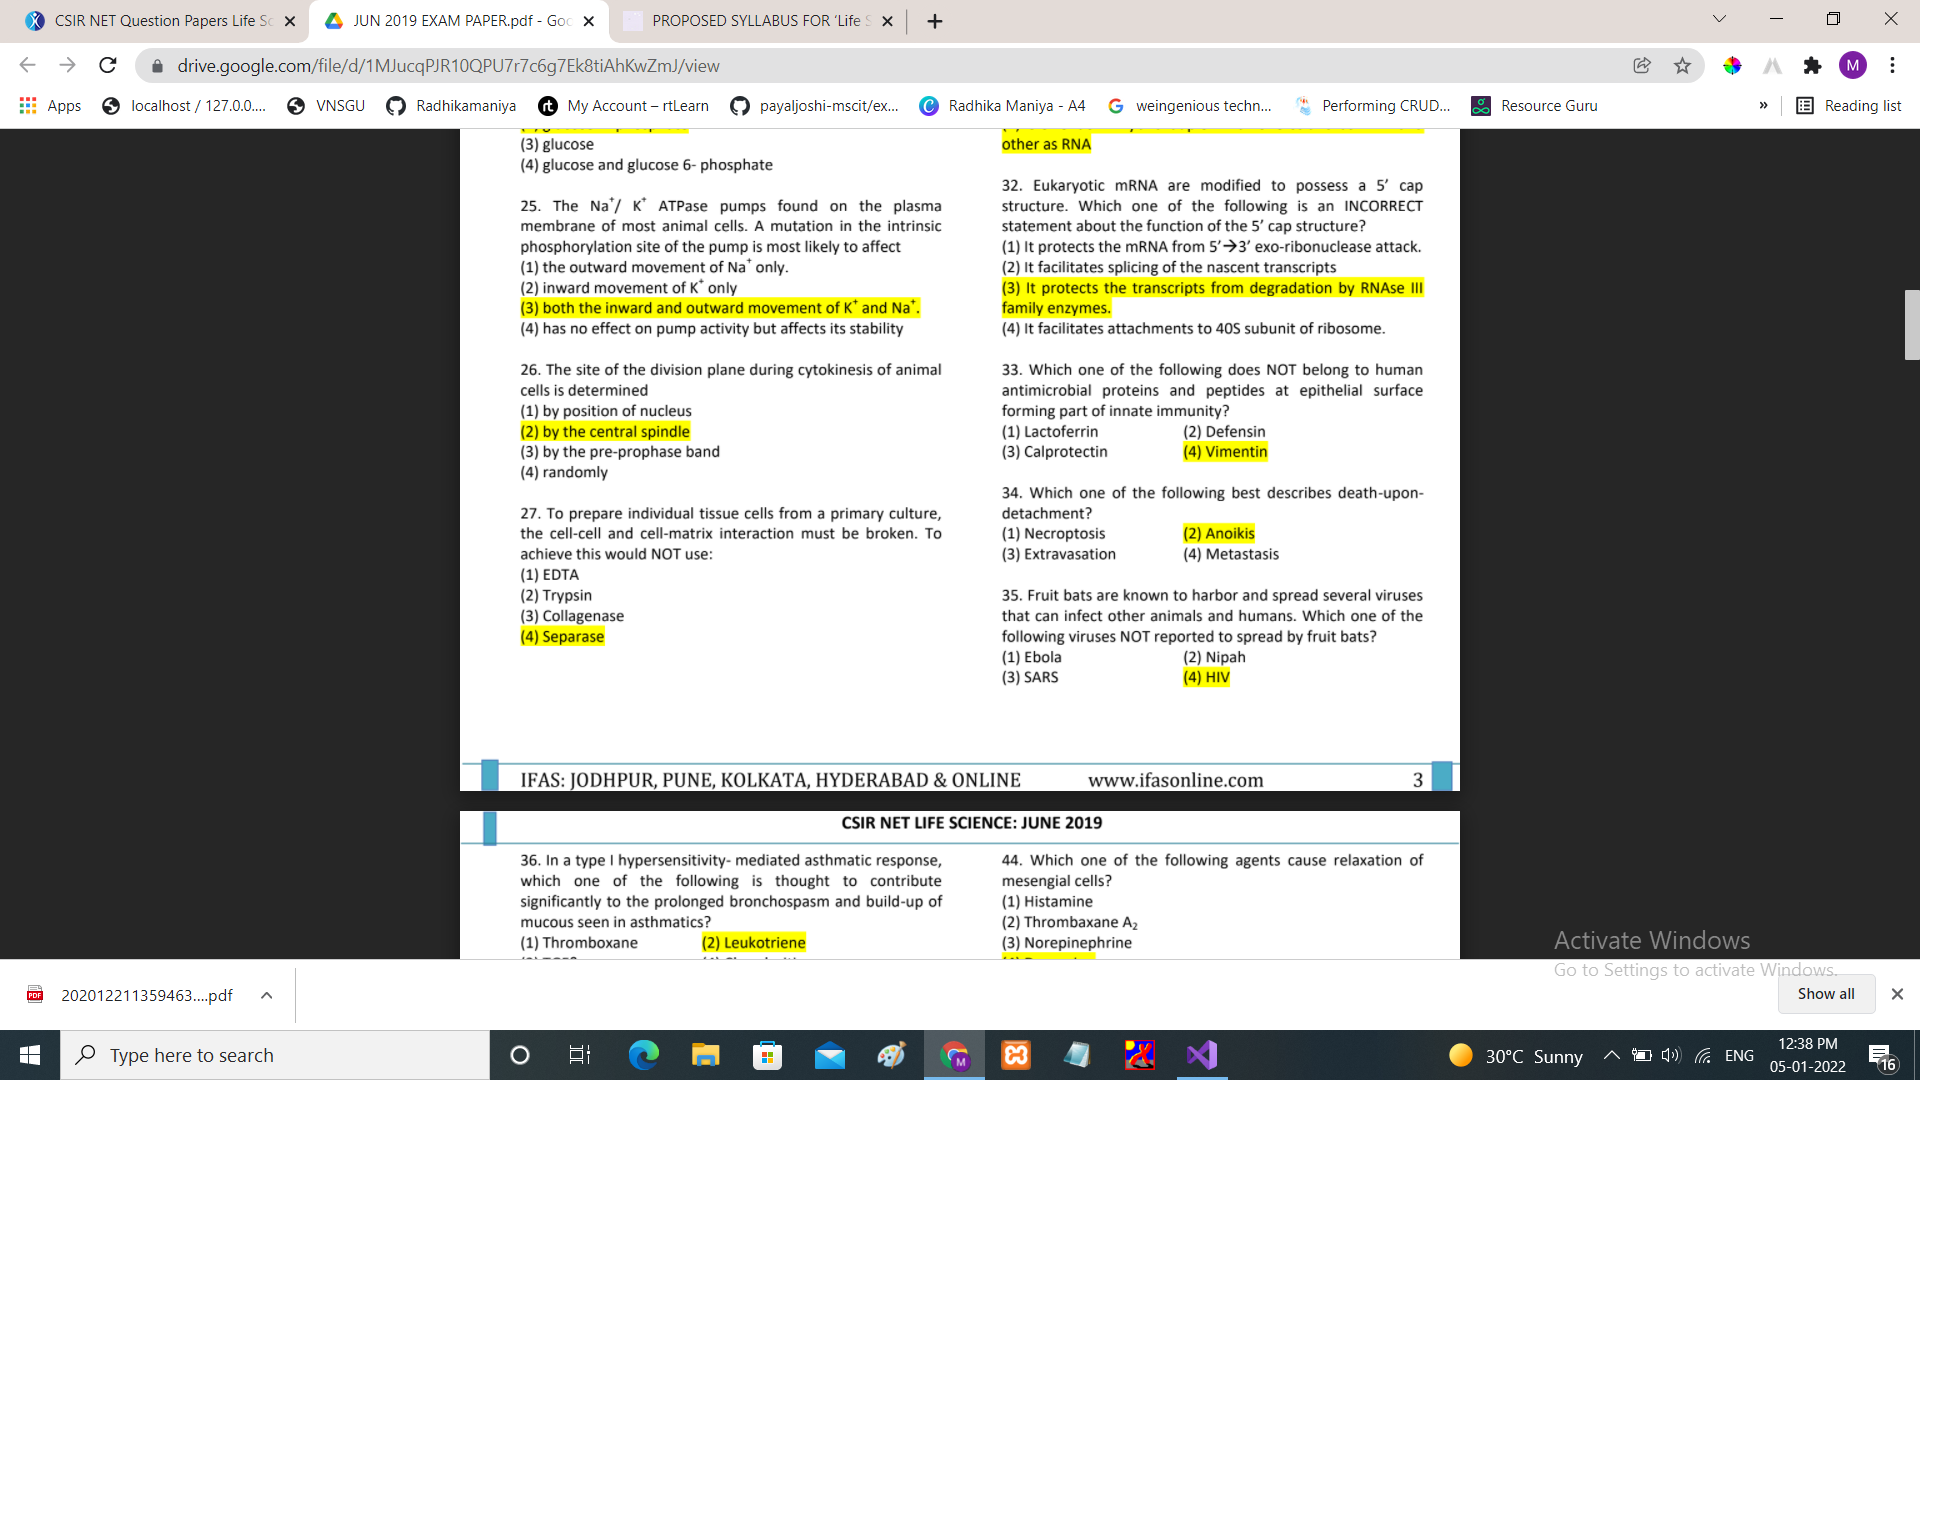 CSIR NET Question Papers Life Sc
JUN 2019 EXAM PAPER.pdf - Goo
PROPOSED SYLLABUS FOR 'Life S
drive.google.com/file/d/1MJucqPJR10QPU7r7c6g7Ek8tiAhKwZmJ/view
M
Apps
localhost / 127.0.0....
VNSGU
Radhikamaniya
rt
My Account – rtLearn
payaljoshi-mscit/ex...
Radhika Maniya - A4
weingenious techn...
Performing CRUD...
Resource Guru
»
Reading list
(3) glucose
(4) glucose and glucose 6- phosphate
25. The Na⁺/ K⁺ ATPase pumps found on the plasma
membrane of most animal cells. A mutation in the intrinsic
phosphorylation site of the pump is most likely to affect
(1) the outward movement of Na⁺ only.
(2) inward movement of K⁺ only
(3) both the inward and outward movement of K⁺ and Na⁺.
(4) has no effect on pump activity but affects its stability
26. The site of the division plane during cytokinesis of animal
cells is determined
(1) by position of nucleus
(2) by the central spindle
(3) by the pre-prophase band
(4) randomly
27. To prepare individual tissue cells from a primary culture,
the cell-cell and cell-matrix interaction must be broken. To
achieve this would NOT use:
(1) EDTA
(2) Trypsin
(3) Collagenase
(4) Separase
other as RNA
32. Eukaryotic mRNA are modified to possess a 5′ cap
structure. Which one of the following is an INCORRECT
statement about the function of the 5′ cap structure?
(1) It protects the mRNA from 5′→3′ exo-ribonuclease attack.
(2) It facilitates splicing of the nascent transcripts
(3) It protects the transcripts from degradation by RNAse III
family enzymes.
(4) It facilitates attachments to 40S subunit of ribosome.
33. Which one of the following does NOT belong to human
antimicrobial proteins and peptides at epithelial surface
forming part of innate immunity?
(1) Lactoferrin (2) Defensin
(3) Calprotectin (4) Vimentin
34. Which one of the following best describes death-upon-
detachment?
(1) Necroptosis (2) Anoikis
(3) Extravasation (4) Metastasis
35. Fruit bats are known to harbor and spread several viruses
that can infect other animals and humans. Which one of the
following viruses NOT reported to spread by fruit bats?
(1) Ebola (2) Nipah
(3) SARS (4) HIV
IFAS: JODHPUR, PUNE, KOLKATA, HYDERABAD & ONLINE www.ifasonline.com 3
CSIR NET LIFE SCIENCE: JUNE 2019
36. In a type I hypersensitivity- mediated asthmatic response,
which one of the following is thought to contribute
significantly to the prolonged bronchospasm and build-up of
mucous seen in asthmatics?
(1) Thromboxane (2) Leukotriene
44. Which one of the following agents cause relaxation of
mesengial cells?
(1) Histamine
(2) Thrombaxane A₂
(3) Norepinephrine
Activate Windows
Go to Settings to activate Windows.
PDF
202012211359463....pdf
Show all
Type here to search
M
30°C Sunny
ENG
12:38 PM
05-01-2022
16